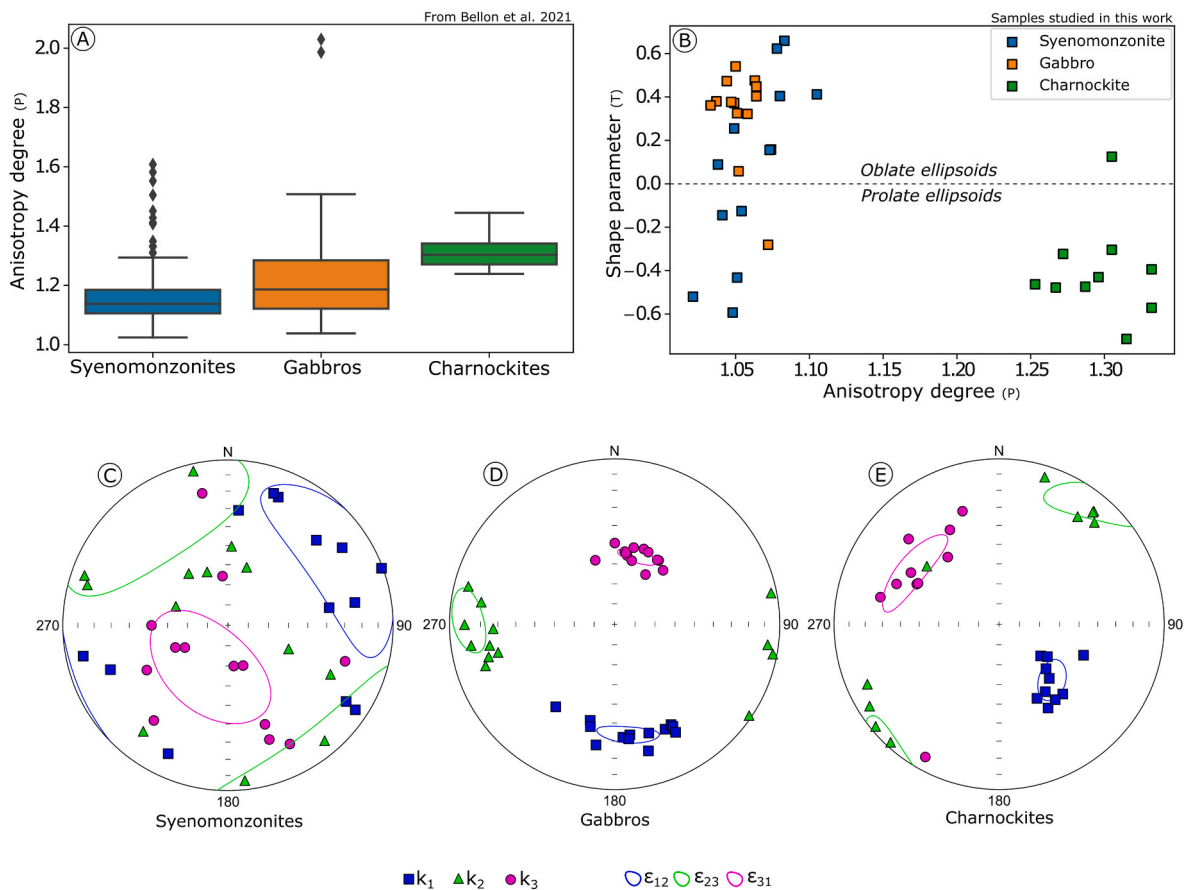 From Bellon et al. 2021
A
Anisotropy degree (P)
2.0
1.8
1.6
1.4
1.2
1.0
Syenomonzonites Gabbros Charnockites
Samples studied in this work
B
Syenomonzonite
Gabbro
Charnockite
Shape parameter (T)
0.6
0.4
0.2
0.0
−0.2
−0.4
−0.6
Oblate ellipsoids
Prolate ellipsoids
1.05 1.10 1.15 1.20 1.25 1.30
Anisotropy degree (P)
C
N
270
90
180
Syenomonzonites
D
N
270
90
180
Gabbros
E
N
270
90
180
Charnockites
k₁ k₂ k₃ ε₁₂ ε₂₃ ε₃₁